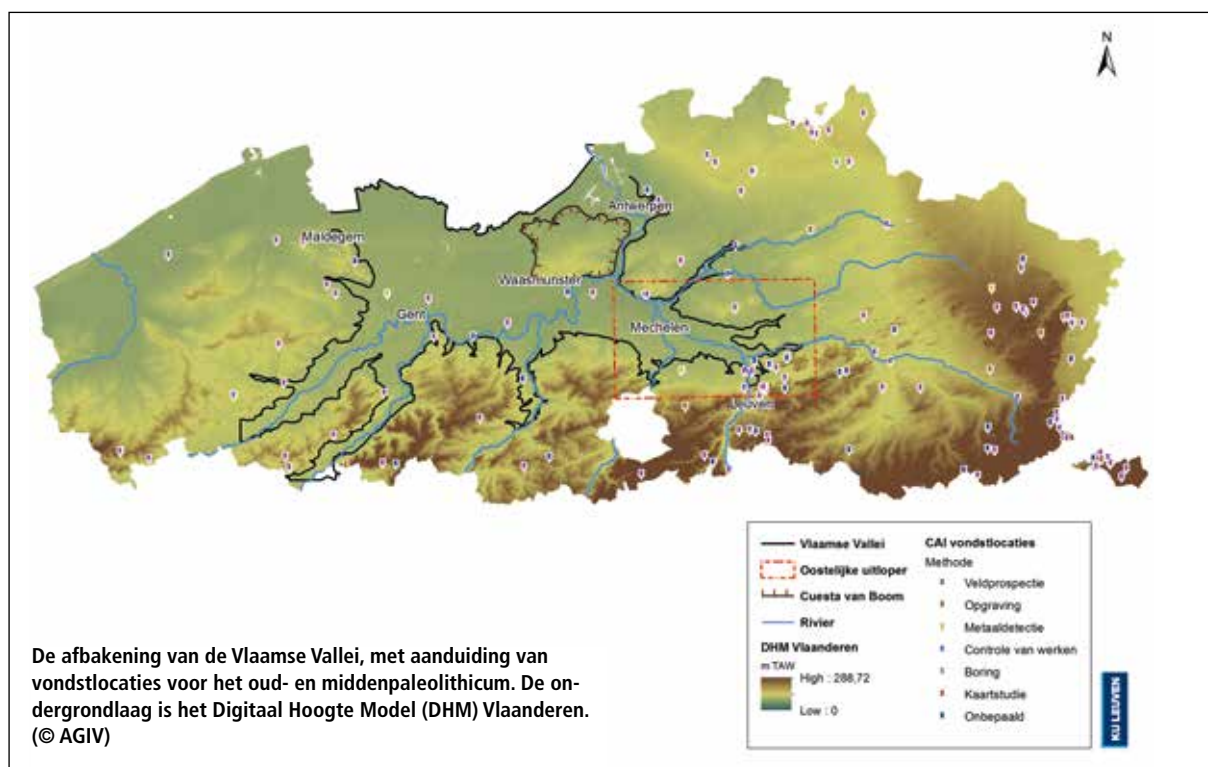 N
Antwerpen
Maldegem
Waasmunster
Gent
Mechelen
Leuven
Vlaamse Vallei
Oostelijke uitloper
Cuesta van Boom
Rivier
DHM Vlaanderen
m TAW
High : 288,72
Low : 0
CAI vondstlocaties
Methode
Veldprospectie
Opgraving
Metaaldetectie
Controle van werken
Boring
Kaartstudie
Onbepaald
KU LEUVEN
De afbakening van de Vlaamse Vallei, met aanduiding van
vondstlocaties voor het oud- en middenpaleolithicum. De on-
dergrondlaag is het Digitaal Hoogte Model (DHM) Vlaanderen.
(© AGIV)